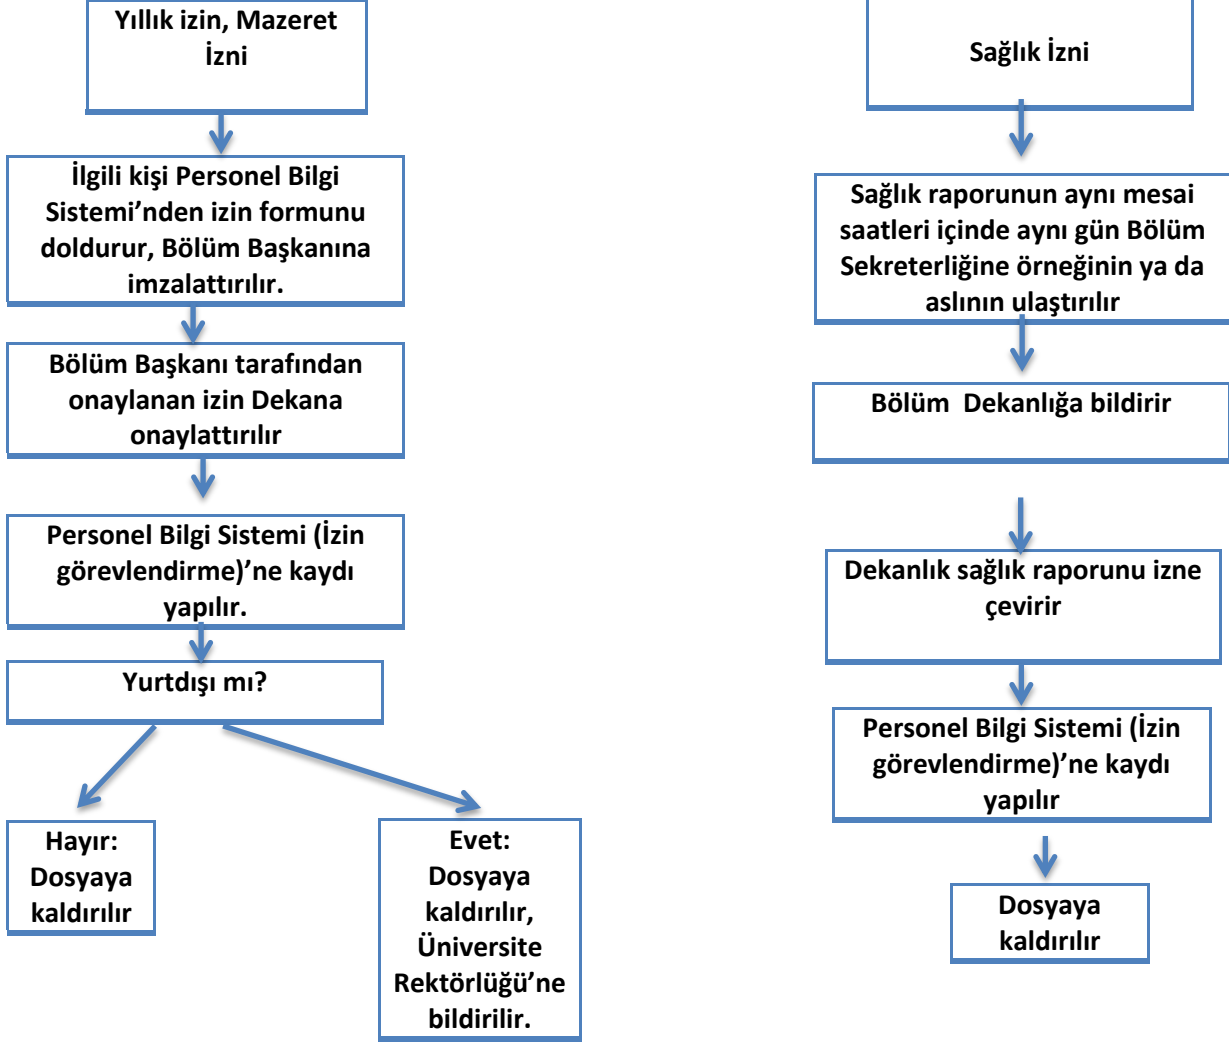 Yıllık izin, Mazeret
İzni
İlgili kişi Personel Bilgi
Sistemi’nden izin formunu
doldurur, Bölüm Başkanına
imzalattırılır.
Bölüm Başkanı tarafından
onaylanan izin Dekana
onaylattırılır
Personel Bilgi Sistemi (İzin
görevlendirme)’ne kaydı
yapılır.
Yurtdışı mı?
Hayır:
Dosyaya
kaldırılır
Evet:
Dosyaya
kaldırılır,
Üniversite
Rektörlüğü’ne
bildirilir.
Sağlık İzni
Sağlık raporunun aynı mesai
saatleri içinde aynı gün Bölüm
Sekreterliğine örneğinin ya da
aslının ulaştırılır
Bölüm  Dekanlığa bildirir
Dekanlık sağlık raporunu izne
çevirir
Personel Bilgi Sistemi (İzin
görevlendirme)’ne kaydı
yapılır
Dosyaya
kaldırılır